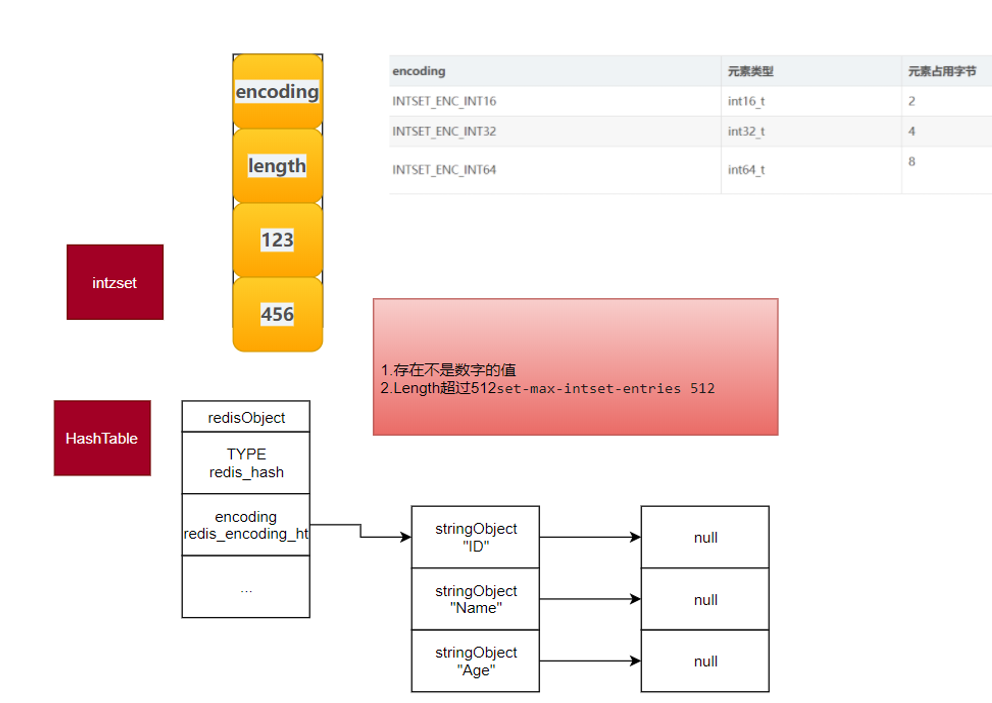 encoding
length
123
456
encoding 元素类型 元素占用字节
INTSET_ENC_INT16 int16_t 2
INTSET_ENC_INT32 int32_t 4
INTSET_ENC_INT64 int64_t 8
intzset
1.存在不是数字的值
2.Length超过512set-max-intset-entries 512
HashTable
redisObject
TYPE
redis_hash
encoding
redis_encoding_ht
...
stringObject
"ID"
null
stringObject
"Name"
null
stringObject
"Age"
null